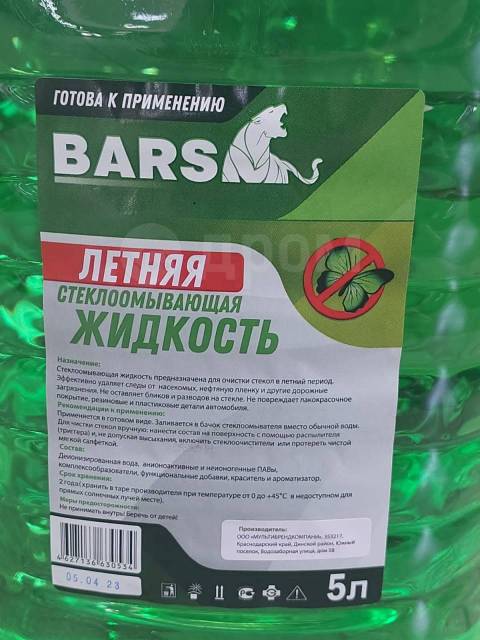 ГОТОВА К ПРИМЕНЕНИЮ
BARS
ДРОМ
ЛЕТНЯЯ
СТЕКЛООМЫВАЮЩАЯ
ЖИДКОСТЬ
Назначение:
Стеклоомывающая жидкость предназначена для очистки стекол в летний период.
Эффективно удаляет следы от насекомых, нефтяную пленку и другие дорожные
загрязнения. Не оставляет бликов и разводов на стекле. Не повреждает лакокрасочное
покрытие, резиновые и пластиковые детали автомобиля.
Рекомендации к применению:
Применяется в готовом виде. Заливается в бачок стеклоомывателя вместо обычной воды.
Для чистки стекол вручную: нанести состав на поверхность с помощью распылителя
(триггера) и, не допуская высыхания, включить стеклоочистители или протереть чистой
мягкой салфеткой.
Состав:
Деионизированная вода, анионоактивные и неионогенные ПАВы,
комплексообразователи, функциональные добавки, краситель и ароматизатор.
Срок хранения:
2 года( хранить в таре производителя при температуре от 0 до +45°С в недоступном для
прямых солнечных лучей месте).
Меры предосторожности:
Не принимать внутрь! Беречь от детей!
4627136630534
05.04.23
Производитель:
ООО «МУЛЬТИБРЕНДКОМПАНИ», 353217,
Краснодарский край, Динской район, Южный
поселок, Водозаборная улица, дом 3В
5л